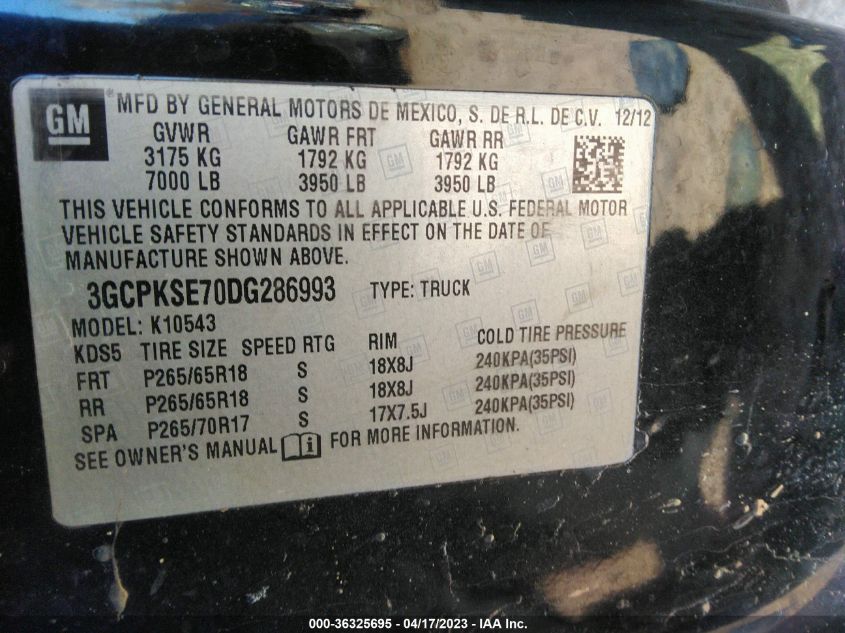 GM MFD BY GENERAL MOTORS DE MEXICO, S. DE R.L. DE C.V. 12/12
GVWR GAWR FRT GAWR RR
3175 KG 1792 KG 1792 KG
7000 LB 3950 LB 3950 LB
THIS VEHICLE CONFORMS TO ALL APPLICABLE U.S. FEDERAL MOTOR
VEHICLE SAFETY STANDARDS IN EFFECT ON THE DATE OF
MANUFACTURE SHOWN ABOVE.
3GCPKSE70DG286993 TYPE: TRUCK
MODEL: K10543
KDS5 TIRE SIZE SPEED RTG RIM COLD TIRE PRESSURE
FRT P265/65R18 S 18X8J 240KPA(35PSI)
RR P265/65R18 S 18X8J 240KPA(35PSI)
SPA P265/70R17 S 17X7.5J 240KPA(35PSI)
SEE OWNER'S MANUAL i FOR MORE INFORMATION.
000-36325695 - 04/17/2023 - IAA Inc.